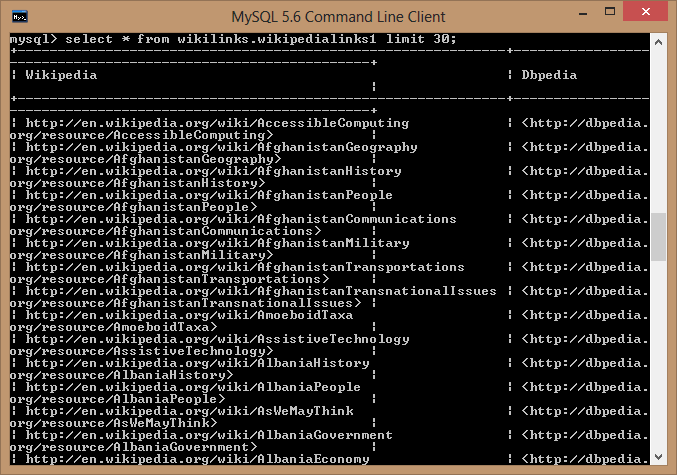 MySQL 5.6 Command Line Client
mysql> select * from wikilinks.wikipedialinks1 limit 30;
+-------------------------------------------------------------+-----------------
---------------------------------------------+
| Wikipedia | Dbpedia
|
+-------------------------------------------------------------+-----------------
---------------------------------------------+
| http://en.wikipedia.org/wiki/AccessibleComputing | <http://dbpedia.
org/resource/AccessibleComputing> |
| http://en.wikipedia.org/wiki/AfghanistanGeography | <http://dbpedia.
org/resource/AfghanistanGeography> |
| http://en.wikipedia.org/wiki/AfghanistanHistory | <http://dbpedia.
org/resource/AfghanistanHistory> |
| http://en.wikipedia.org/wiki/AfghanistanPeople | <http://dbpedia.
org/resource/AfghanistanPeople> |
| http://en.wikipedia.org/wiki/AfghanistanCommunications | <http://dbpedia.
org/resource/AfghanistanCommunications> |
| http://en.wikipedia.org/wiki/AfghanistanMilitary | <http://dbpedia.
org/resource/AfghanistanMilitary> |
| http://en.wikipedia.org/wiki/AfghanistanTransportations | <http://dbpedia.
org/resource/AfghanistanTransportations> |
| http://en.wikipedia.org/wiki/AfghanistanTransnationalIssues | <http://dbpedia.
org/resource/AfghanistanTransnationalIssues> |
| http://en.wikipedia.org/wiki/AmoeboidTaxa | <http://dbpedia.
org/resource/AmoeboidTaxa> |
| http://en.wikipedia.org/wiki/AssistiveTechnology | <http://dbpedia.
org/resource/AssistiveTechnology> |
| http://en.wikipedia.org/wiki/AlbaniaHistory | <http://dbpedia.
org/resource/AlbaniaHistory> |
| http://en.wikipedia.org/wiki/AlbaniaPeople | <http://dbpedia.
org/resource/AlbaniaPeople> |
| http://en.wikipedia.org/wiki/AsWeMayThink | <http://dbpedia.
org/resource/AsWeMayThink> |
| http://en.wikipedia.org/wiki/AlbaniaGovernment | <http://dbpedia.
org/resource/AlbaniaGovernment> |
| http://en.wikipedia.org/wiki/AlbaniaEconomy | <http://dbpedia.